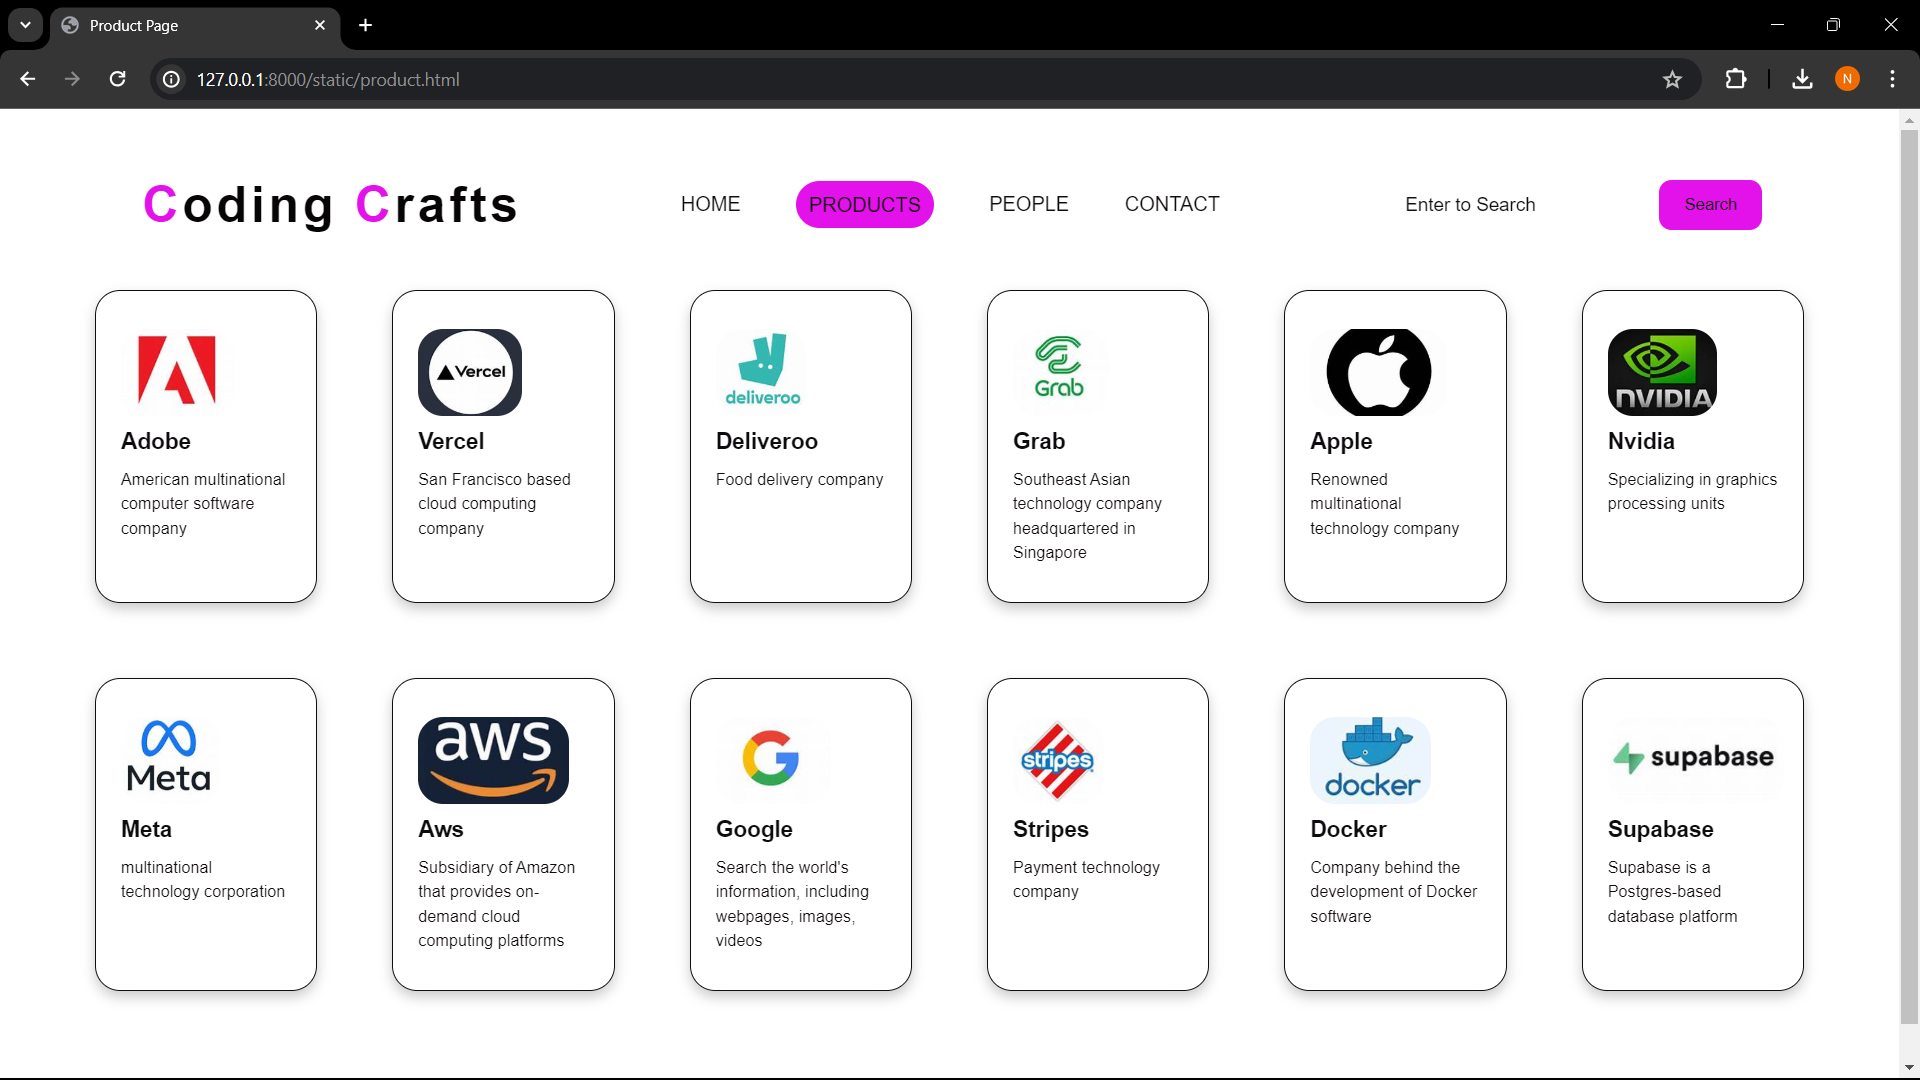 Product Page
127.0.0.1:8000/static/product.html
N
Coding Crafts
HOME
PRODUCTS
PEOPLE
CONTACT
Enter to Search
Search
Adobe
American multinational
computer software
company
Vercel
Vercel
San Francisco based
cloud computing
company
deliveroo
Deliveroo
Food delivery company
Grab
Grab
Southeast Asian
technology company
headquartered in
Singapore
Apple
Renowned
multinational
technology company
NVIDIA
Nvidia
Specializing in graphics
processing units
Meta
Meta
multinational
technology corporation
aws
Aws
Subsidiary of Amazon
that provides on-
demand cloud
computing platforms
G
Google
Search the world's
information, including
webpages, images,
videos
stripes
Stripes
Payment technology
company
docker
Docker
Company behind the
development of Docker
software
supabase
Supabase
Supabase is a
Postgres-based
database platform